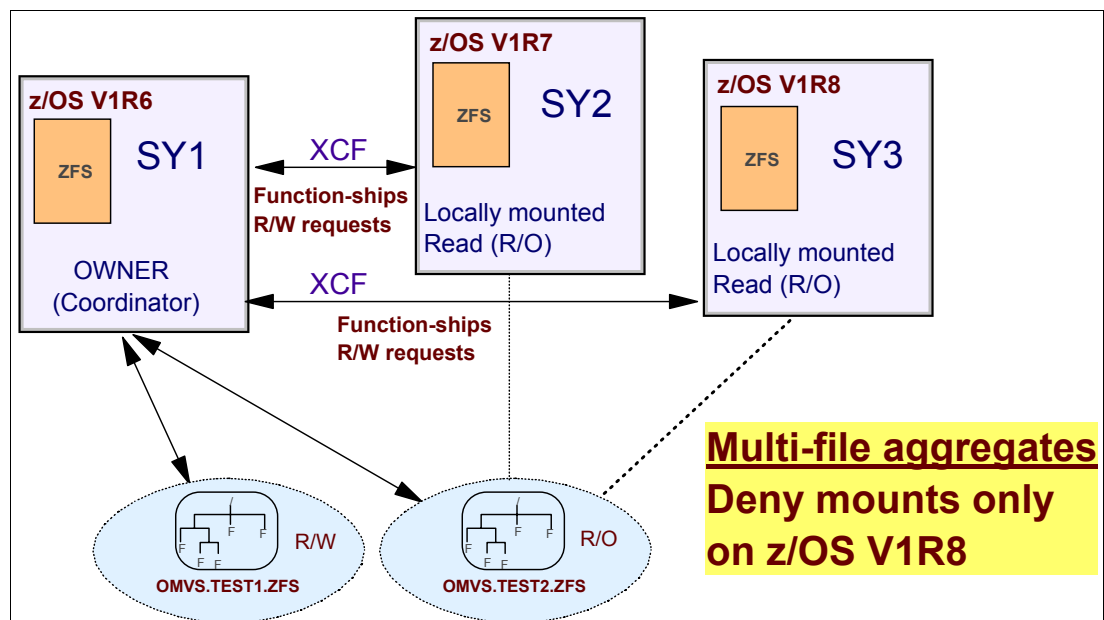 z/OS V1R6
ZFS
SY1
OWNER
(Coordinator)
XCF
Function-ships
R/W requests
z/OS V1R7
ZFS
SY2
Locally mounted
Read (R/O)
z/OS V1R8
ZFS
SY3
Locally mounted
Read (R/O)
XCF
Function-ships
R/W requests
/
F
F
F
F
F
F
R/W
OMVS.TEST1.ZFS
/
F
F
F
F
F
F
R/O
OMVS.TEST2.ZFS
Multi-file aggregates
Deny mounts only
on z/OS V1R8